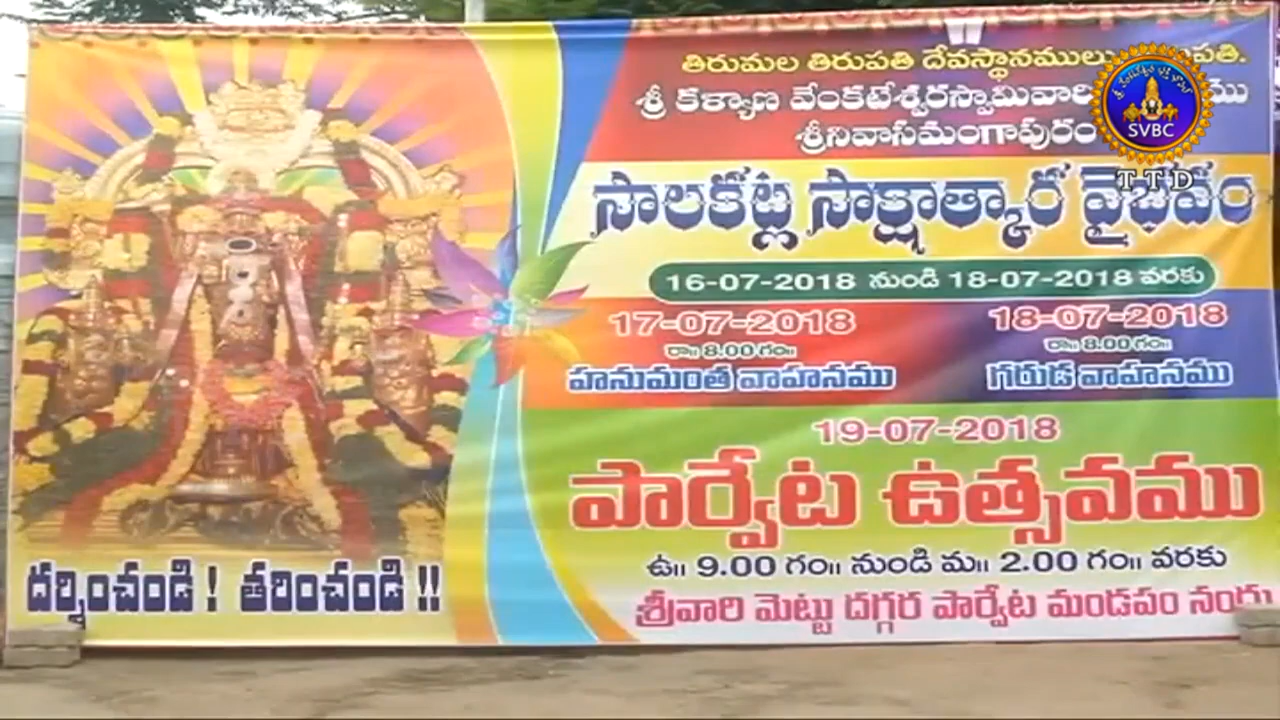 తిరుమల తిరుపతి దేవస్థానములు
శ్రీ కళ్యాణ వేంకటేశ్వరస్వామివారి
శ్రీనివాసమంగాపురం
సాలకట్ల సాక్షాత్కార వైభవం
16-07-2018 నుండి 18-07-2018 వరకు
17-07-2018
రా॥ 8.00 గం॥
హనుమంత వాహనము
18-07-2018
రా॥ 8.00 గం॥
గరుడ వాహనము
19-07-2018
పార్వేట ఉత్సవము
ఉ॥ 9.00 గం॥ నుండి మ॥ 2.00 గం॥ వరకు
శ్రీవారి మెట్టు దగ్గర పార్వేట మండపం నందు
దర్శించండి ! తరించండి !!
SVBC
TTD